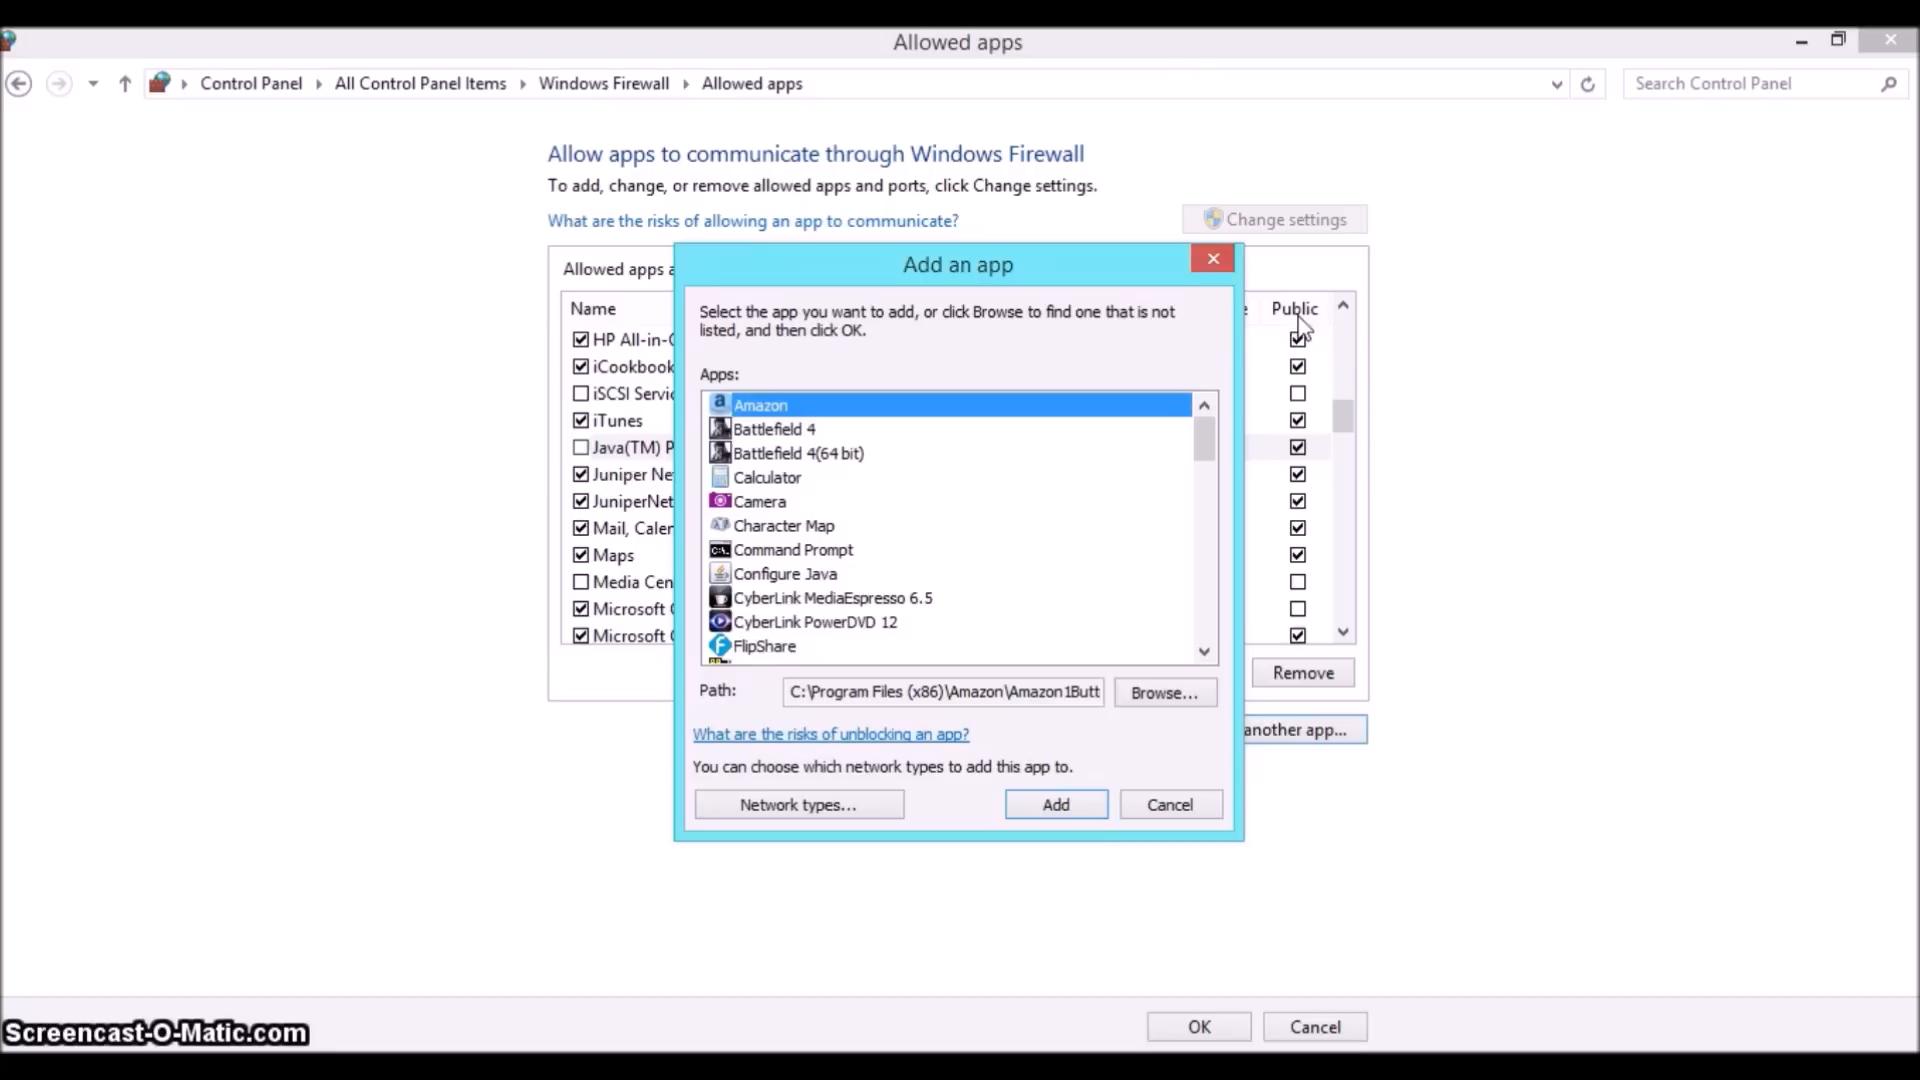 Allowed apps
Control Panel
All Control Panel Items
Windows Firewall
Allowed apps
Search Control Panel
Allow apps to communicate through Windows Firewall
To add, change, or remove allowed apps and ports, click Change settings.
What are the risks of allowing an app to communicate?
Change settings
Allowed apps
Name
Public
HP All-in-
iCookbook
iSCSI Servi
iTunes
Java(TM) P
Juniper Ne
JuniperNet
Mail, Caler
Maps
Media Cen
Microsoft
Microsoft
Remove
another app...
Add an app
Select the app you want to add, or click Browse to find one that is not
listed, and then click OK.
Apps:
Amazon
Battlefield 4
Battlefield 4(64 bit)
Calculator
Camera
Character Map
Command Prompt
Configure Java
CyberLink MediaEspresso 6.5
CyberLink PowerDVD 12
FlipShare
Path:
C:\Program Files (x86)\Amazon\Amazon1Butt
Browse...
What are the risks of unblocking an app?
You can choose which network types to add this app to.
Network types...
Add
Cancel
OK
Cancel
Screencast-O-Matic.com